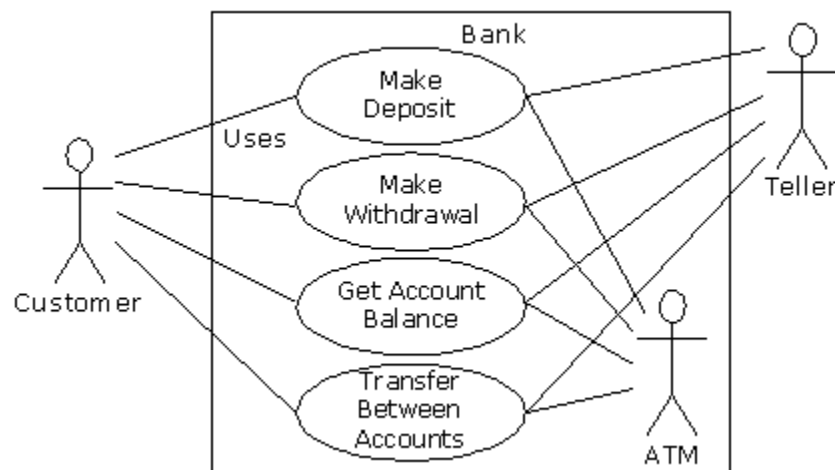 Bank
Make
Deposit
Uses
Make
Withdrawal
Teller
Get Account
Balance
Customer
Transfer
Between
Accounts
ATM